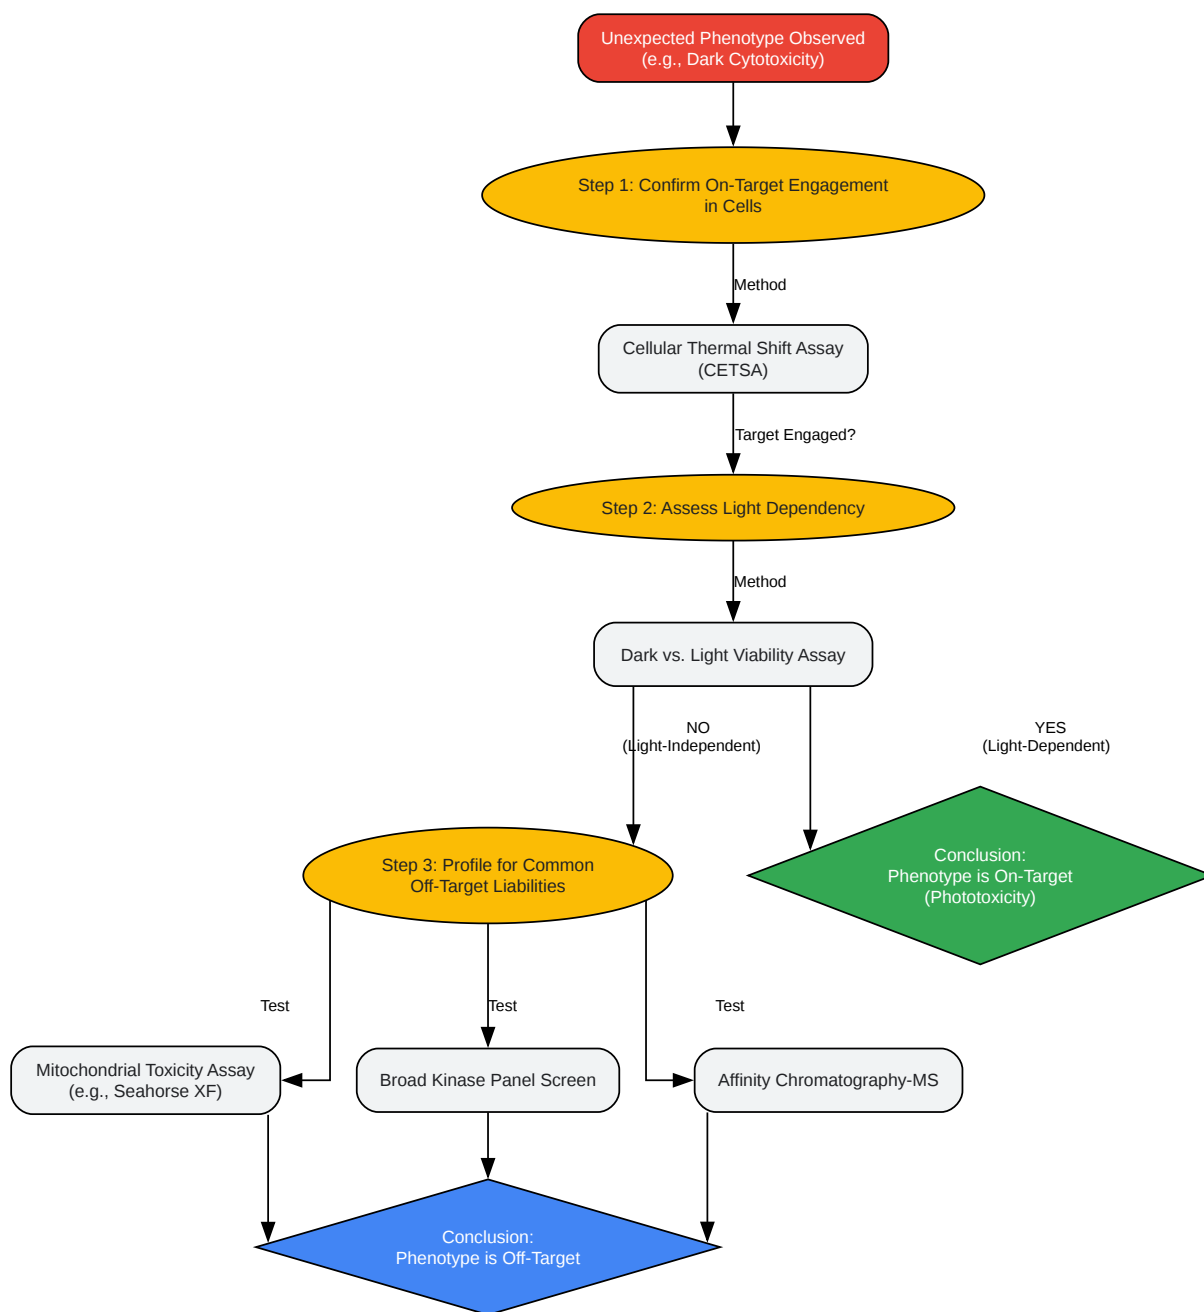 Unexpected Phenotype Observed
(e.g., Dark Cytotoxicity)
Step 1: Confirm On-Target Engagement
in Cells
Method
Cellular Thermal Shift Assay
(CETSA)
Target Engaged?
Step 2: Assess Light Dependency
Method
Dark vs. Light Viability Assay
NO
(Light-Independent)
YES
(Light-Dependent)
Step 3: Profile for Common
Off-Target Liabilities
Conclusion:
Phenotype is On-Target
(Phototoxicity)
Test
Test
Test
Mitochondrial Toxicity Assay
(e.g., Seahorse XF)
Broad Kinase Panel Screen
Affinity Chromatography-MS
Conclusion:
Phenotype is Off-Target